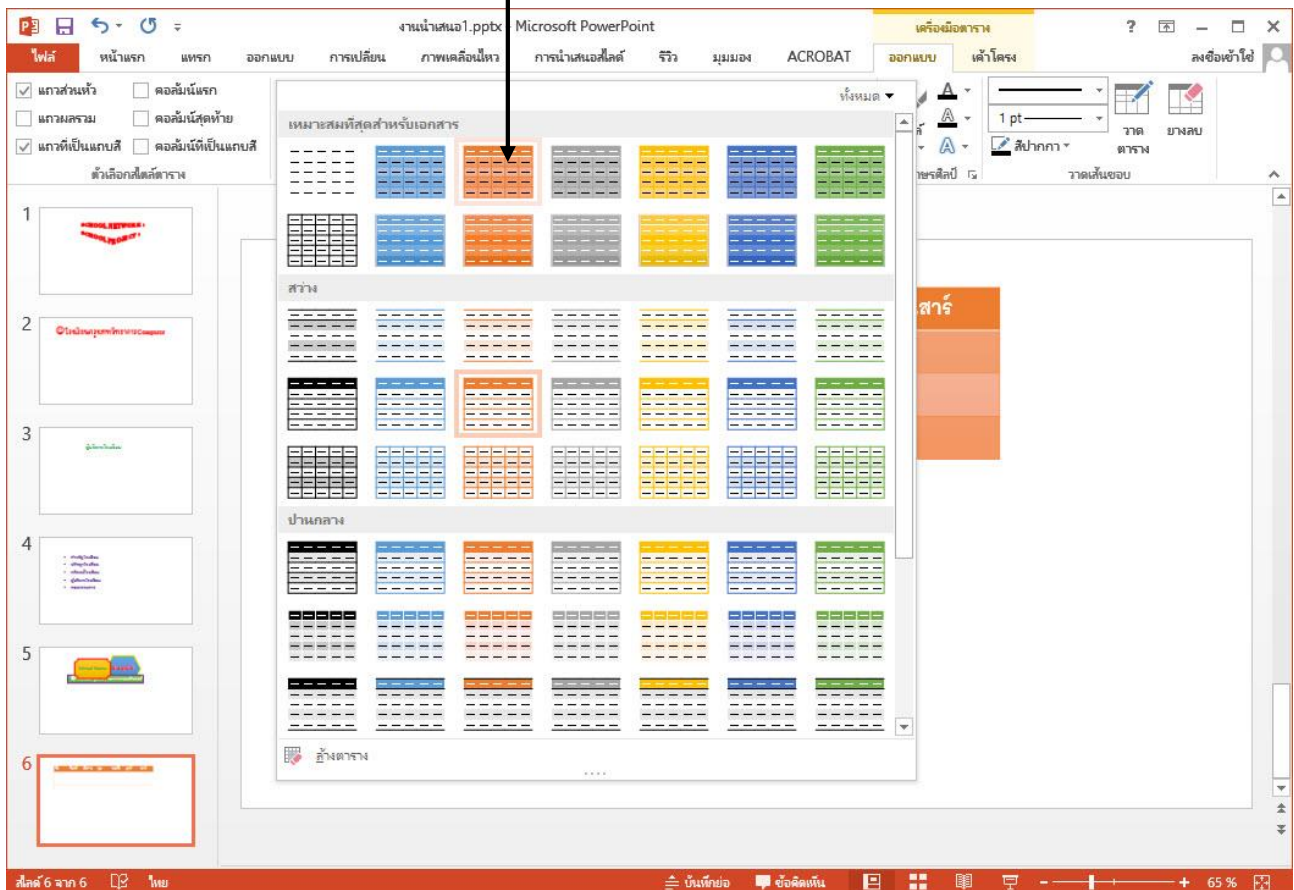 งานนำเสนอ1.pptx - Microsoft PowerPoint
เครื่องมือตาราง
?
ไฟล์ หน้าแรก แทรก ออกแบบ การเปลี่ยน ภาพเคลื่อนไหว การนำเสนอสไลด์ รีวิว มุมมอง ACROBAT ออกแบบ เค้าโครง ลงชื่อเข้าใช้
แถวส่วนหัว คอลัมน์แรก
แถวผลรวม คอลัมน์สุดท้าย
แถวที่เป็นแถบสี คอลัมน์ที่เป็นแถบสี
ตัวเลือกสไตล์ตาราง
ทั้งหมด
เหมาะสมที่สุดสำหรับเอกสาร
สว่าง
ปานกลาง
ล้างตาราง
1 pt
สีปากกา
วาด
ตาราง
ยางลบ
วาดเส้นขอบ
1
2
3
4
5
6
สไลด์ 6 จาก 6 ไทย บันทึกย่อ ข้อคิดเห็น 65 %